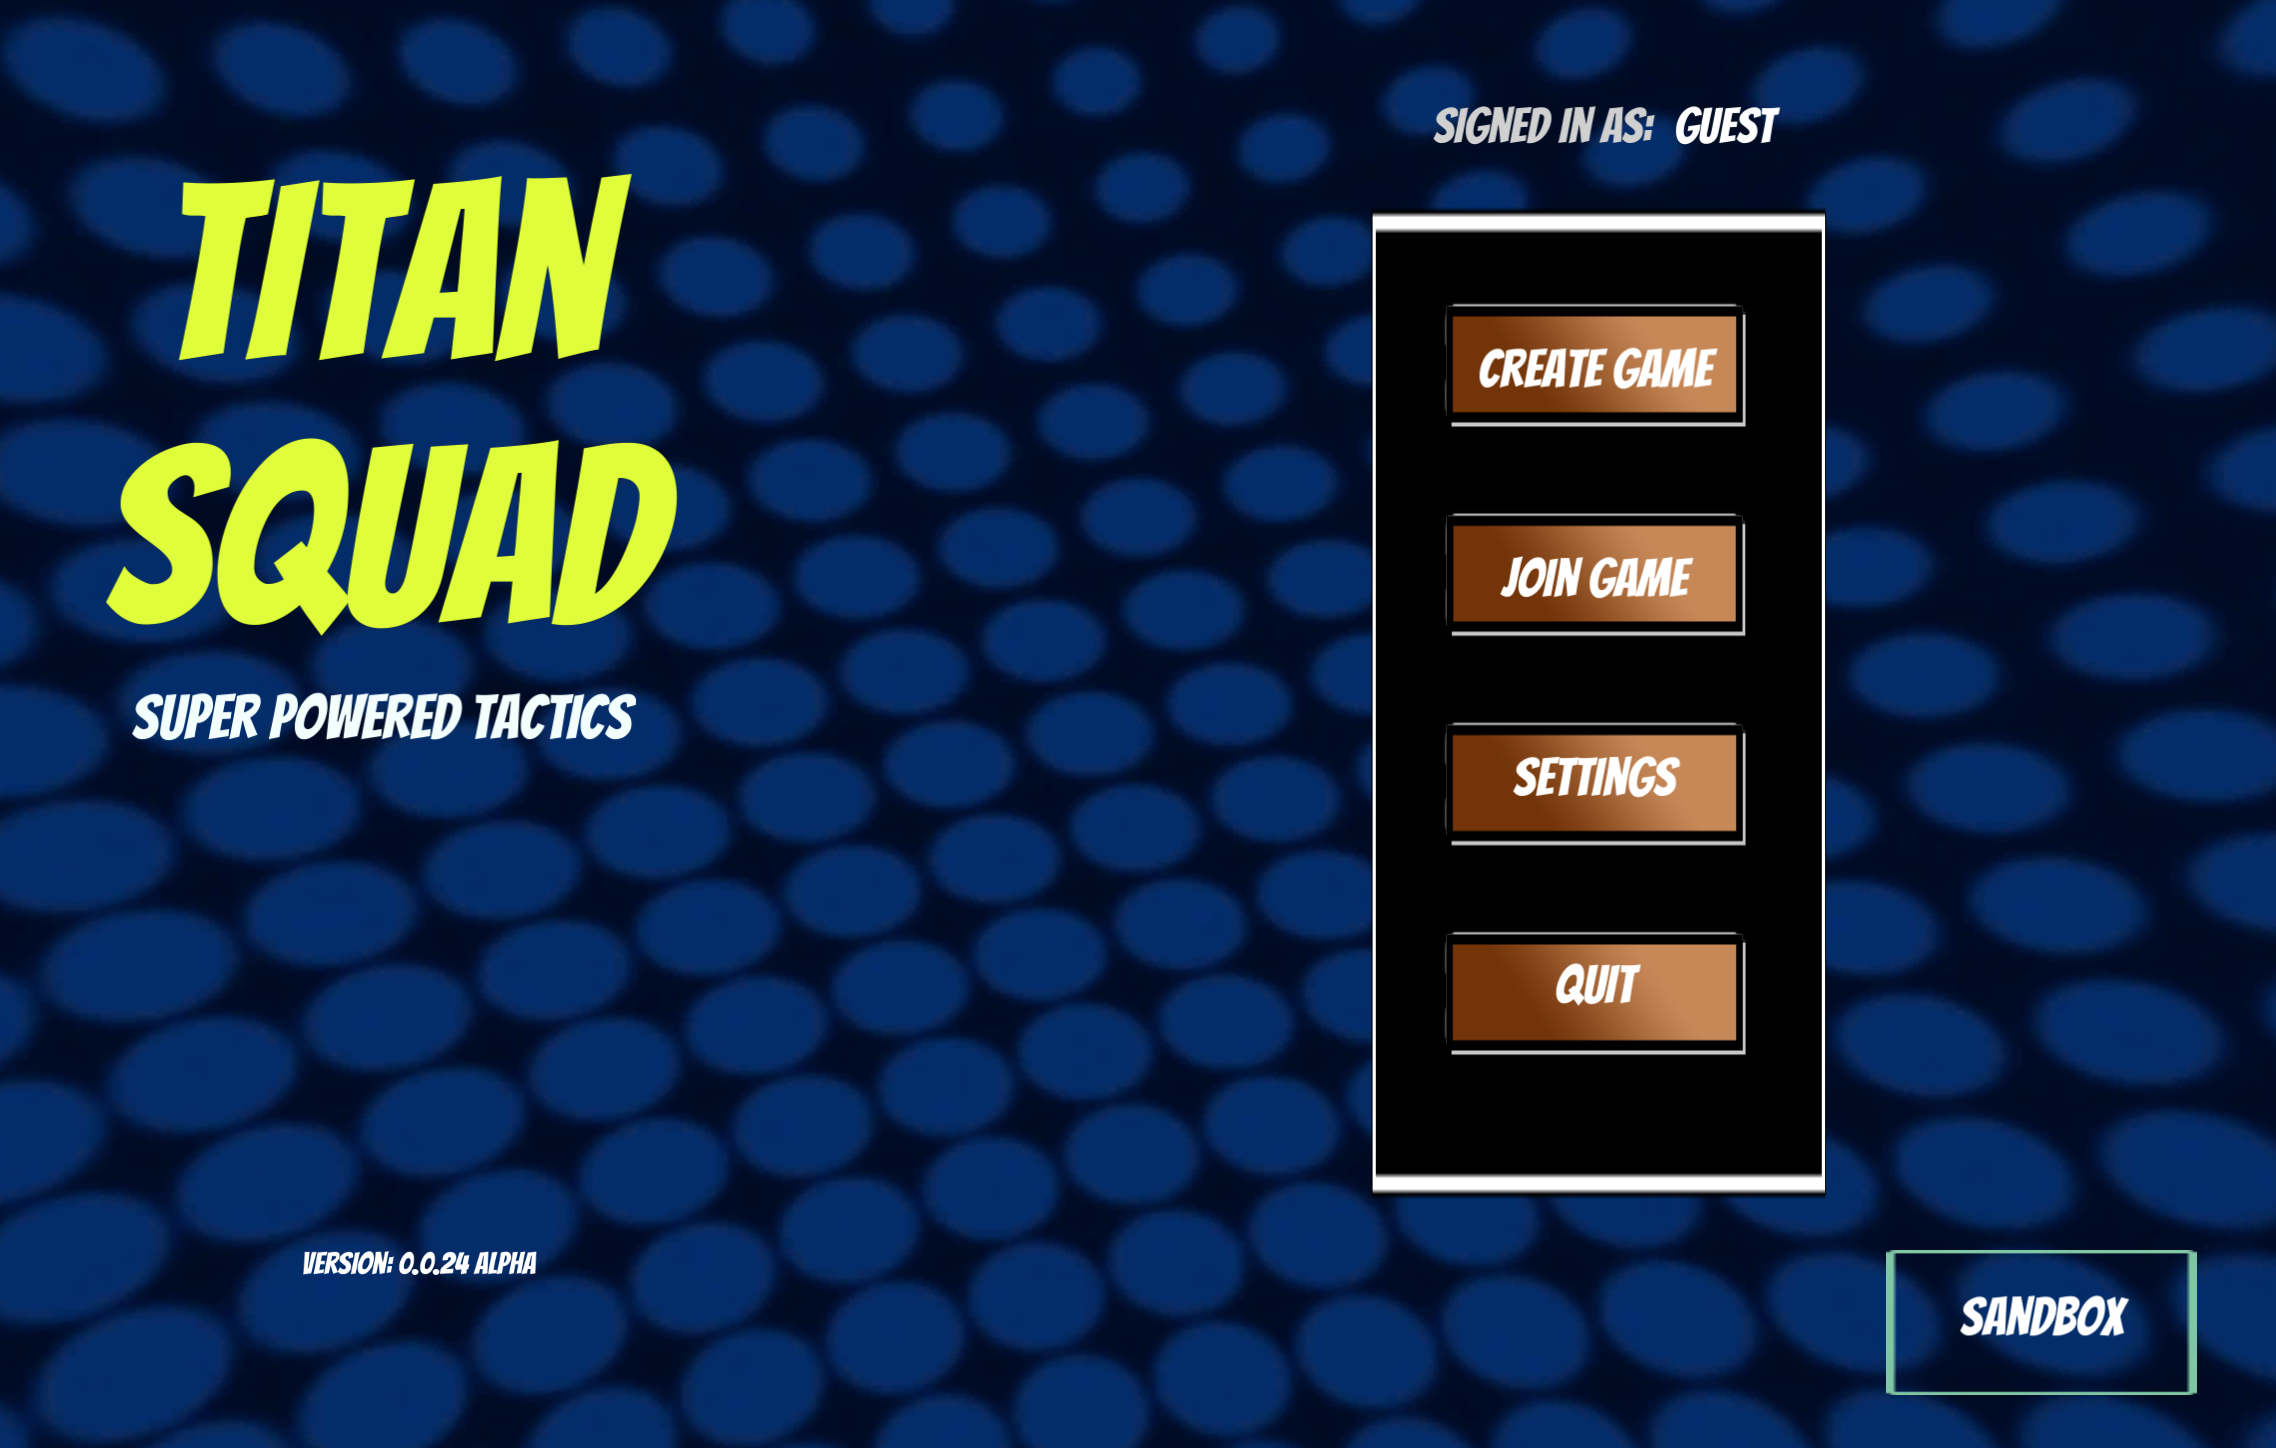 TITAN
SQUAD
SUPER POWERED TACTICS
VERSION: 0.0.24 ALPHA
SIGNED IN AS: GUEST
CREATE GAME
JOIN GAME
SETTINGS
QUIT
SANDBOX